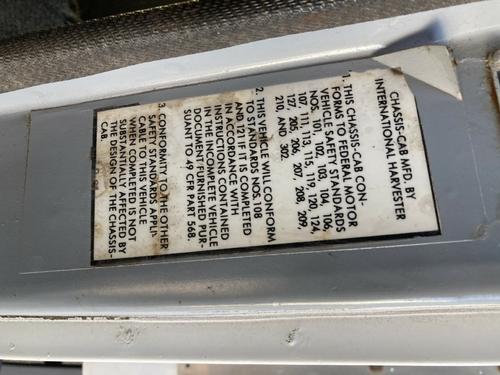 CHASSIS-CAB MFD. BY
INTERNATIONAL HARVESTER
1. THIS CHASSIS-CAB CON-
FORMS TO FEDERAL MOTOR
VEHICLE SAFETY STANDARDS
NOS. 101, 102, 103, 104, 106,
107, 111, 113, 115, 119, 120, 124,
127, 205, 206, 207, 208, 209,
210, AND 302.
2. THIS VEHICLE WILL CONFORM
TO STANDARDS NOS. 108
AND 111 IF IT IS COMPLETED
IN ACCORDANCE WITH
INSTRUCTIONS CONTAINED
IN THE INCOMPLETE VEHICLE
DOCUMENT FURNISHED PUR-
SUANT TO 49 CFR PART 568.
3. CONFORMITY TO THE OTHER
SAFETY STANDARDS APPLI-
CABLE TO THIS VEHICLE
WHEN COMPLETED IS NOT
SUBSTANTIALLY AFFECTED BY
THE DESIGN OF THE CHASSIS-
CAB.